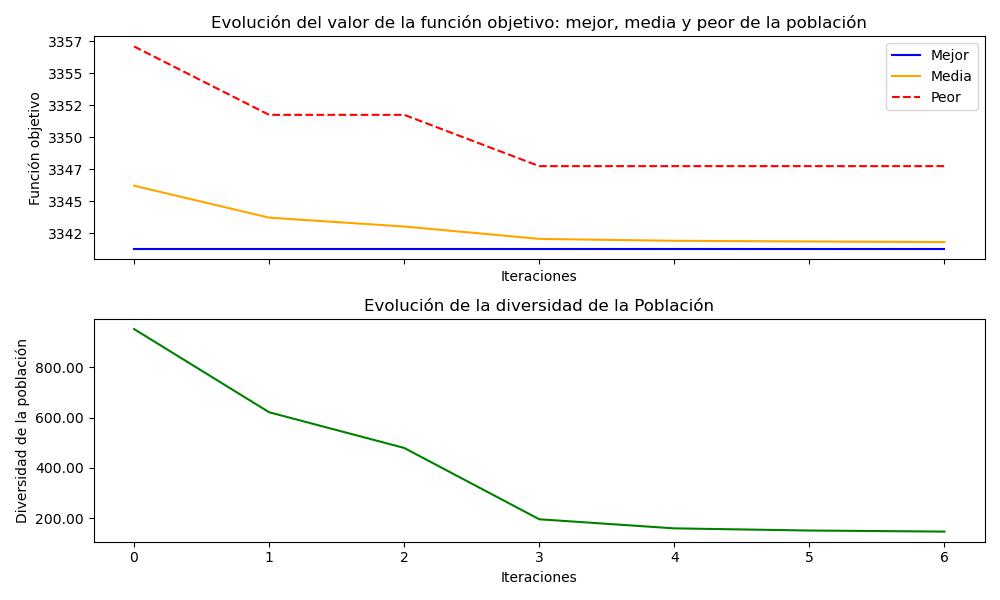 Evolución del valor de la función objetivo: mejor, media y peor de la población
Función objetivo
3357
3355
3352
3350
3347
3345
3342
Mejor
Media
Peor
Iteraciones
Evolución de la diversidad de la Población
Diversidad de la población
800.00
600.00
400.00
200.00
0 1 2 3 4 5 6
Iteraciones